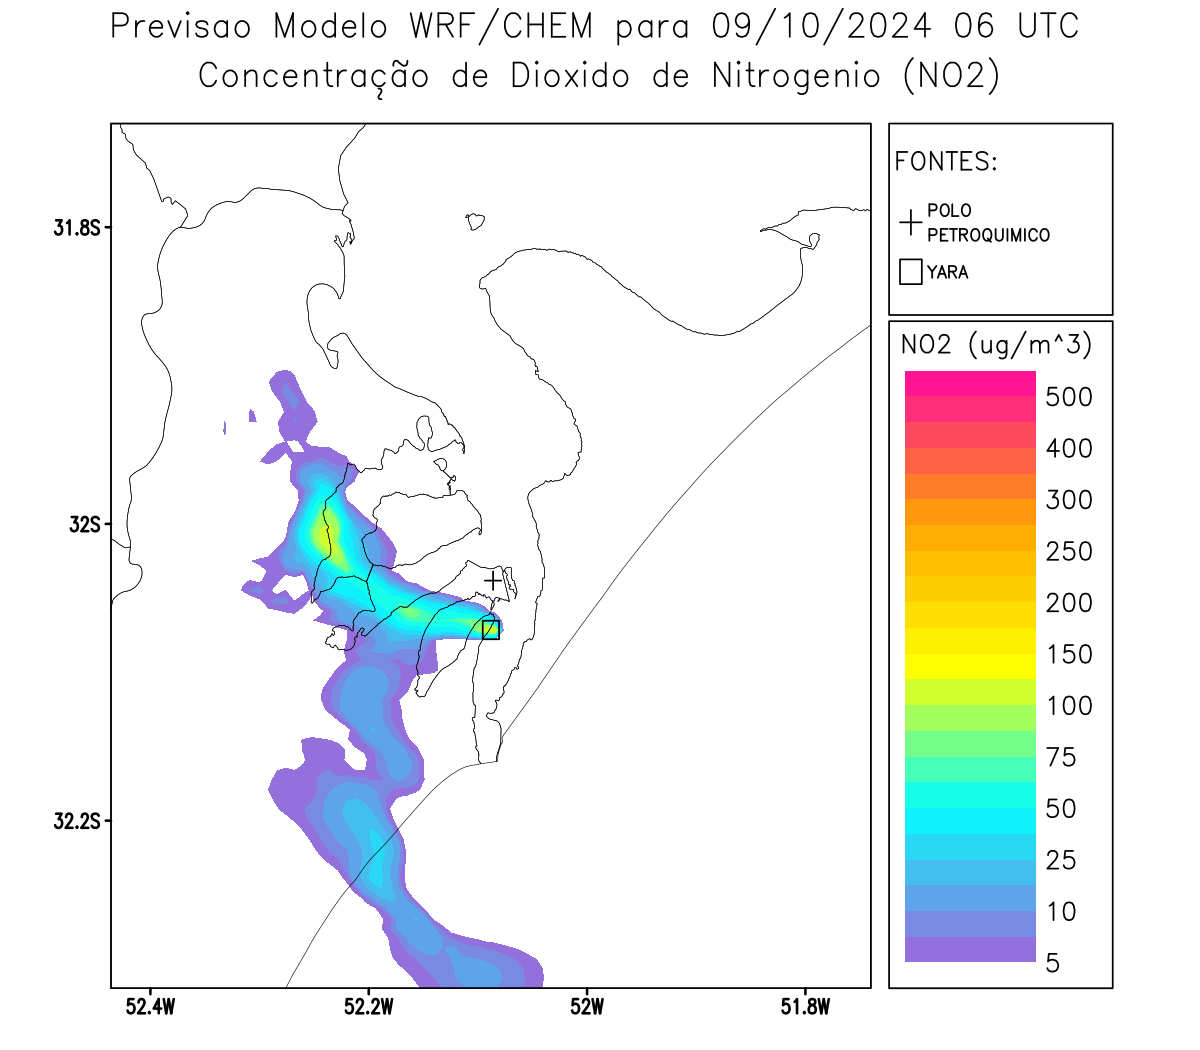 Previsao Modelo WRF/CHEM para 09/10/2024 06 UTC
Concentração de Dioxido de Nitrogenio (NO2)
FONTES:
POLO
PETROQUIMICO
YARA
NO2 (ug/m^3)
500
400
300
250
200
150
100
75
50
25
10
5
31.8S
32S
32.2S
52.4W
52.2W
52W
51.8W